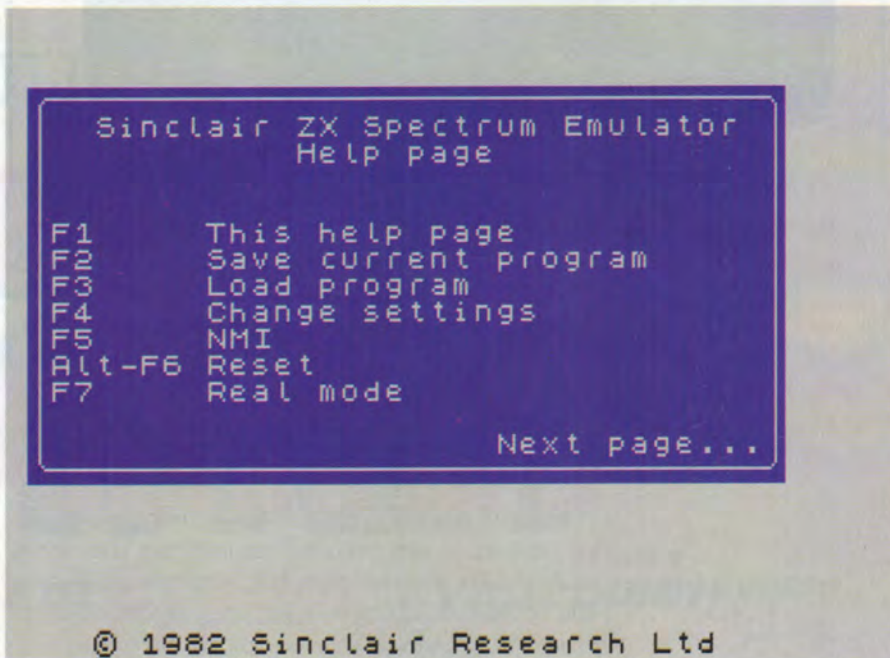 Sinclair ZX Spectrum Emulator
Help page
F1 This help page
F2 Save current program
F3 Load program
F4 Change settings
F5 NMI
Alt-F6 Reset
F7 Real mode
Next page...
© 1982 Sinclair Research Ltd